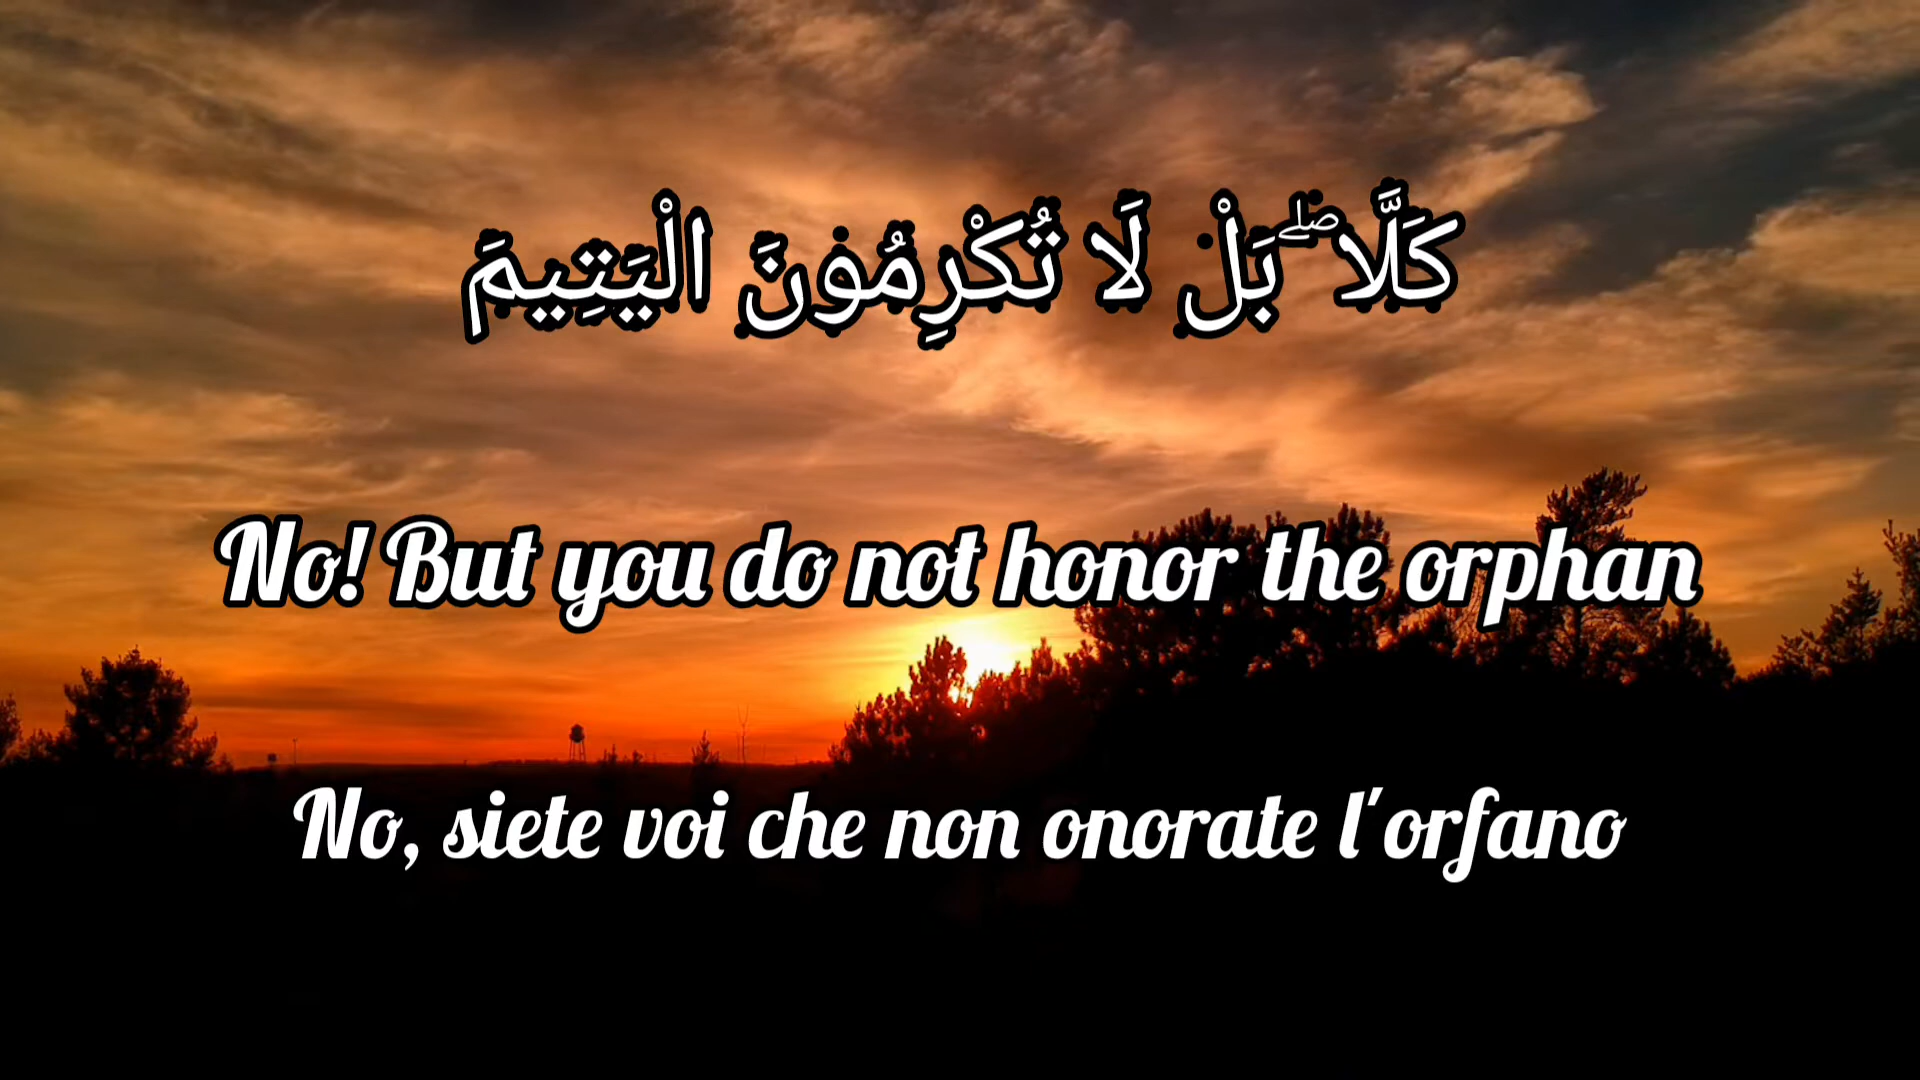 كَلَّا ۖ بَلْ لَا تُكْرِمُونَ الْيَتِيمَ
No! But you do not honor the orphan
No, siete voi che non onorate l'orfano